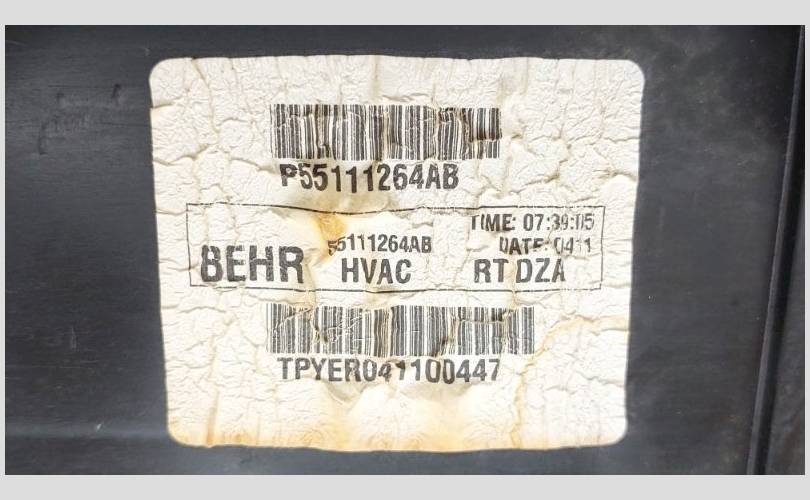 P55111264AB
TIME: 07:39:05
55111264AB DATE: 0411
BEHR HVAC RT DZA
TPYER041100447